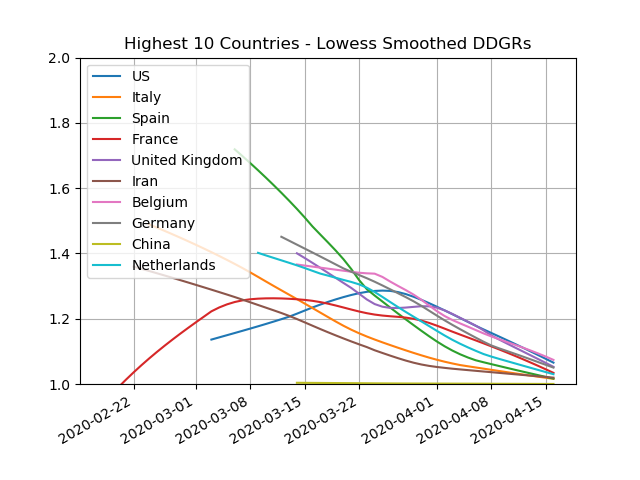 Highest 10 Countries - Lowess Smoothed DDGRs
2.0
1.8
1.6
1.4
1.2
1.0
US
Italy
Spain
France
United Kingdom
Iran
Belgium
Germany
China
Netherlands
2020-02-22
2020-03-01
2020-03-08
2020-03-15
2020-03-22
2020-04-01
2020-04-08
2020-04-15